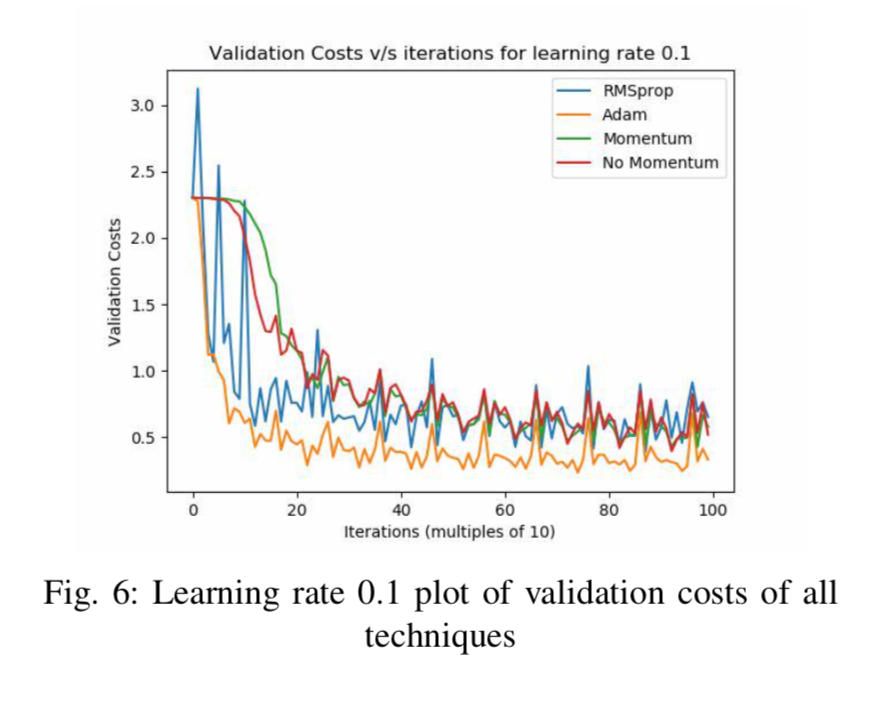 Validation Costs v/s iterations for learning rate 0.1
RMSprop
Adam
Momentum
No Momentum
Validation Costs
3.0
2.5
2.0
1.5
1.0
0.5
0 20 40 60 80 100
Iterations (multiples of 10)
Fig. 6: Learning rate 0.1 plot of validation costs of all
techniques